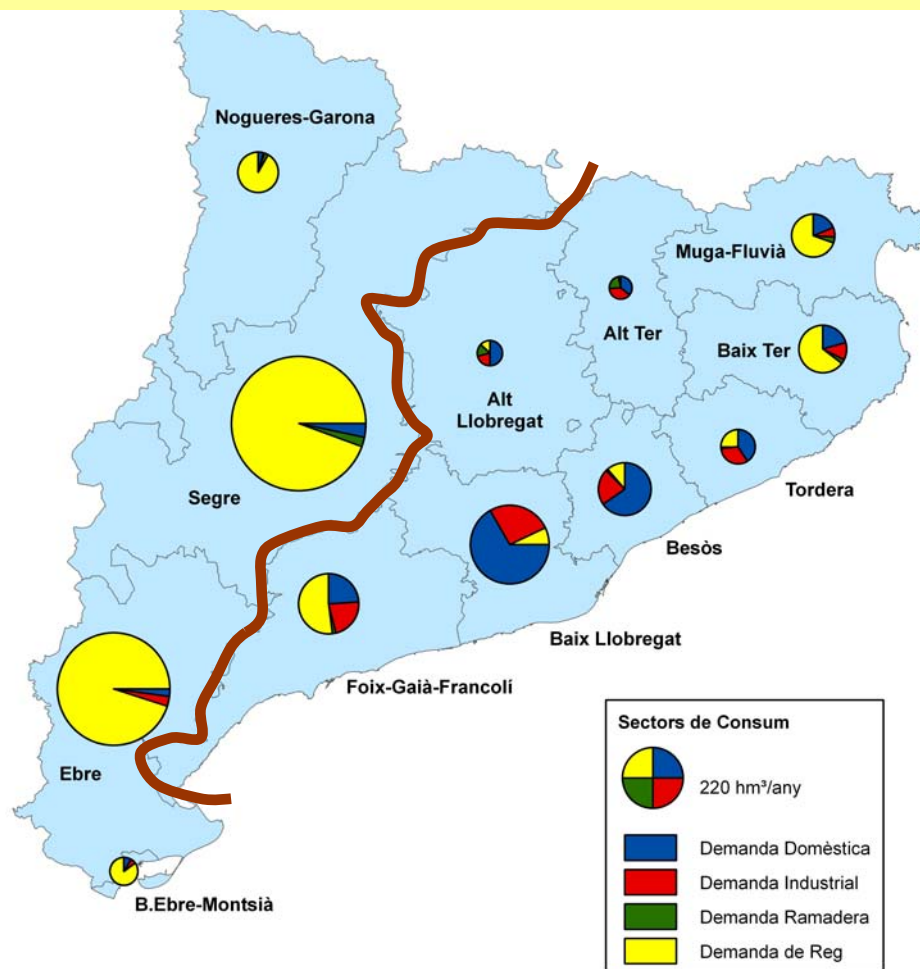 Nogueres-Garona
Muga-Fluvià
Alt Ter
Baix Ter
Alt
Llobregat
Segre
Tordera
Besòs
Baix Llobregat
Foix-Gaià-Francolí
Ebre
B.Ebre-Montsià
Sectors de Consum
220 hm³/any
Demanda Domèstica
Demanda Industrial
Demanda Ramadera
Demanda de Reg